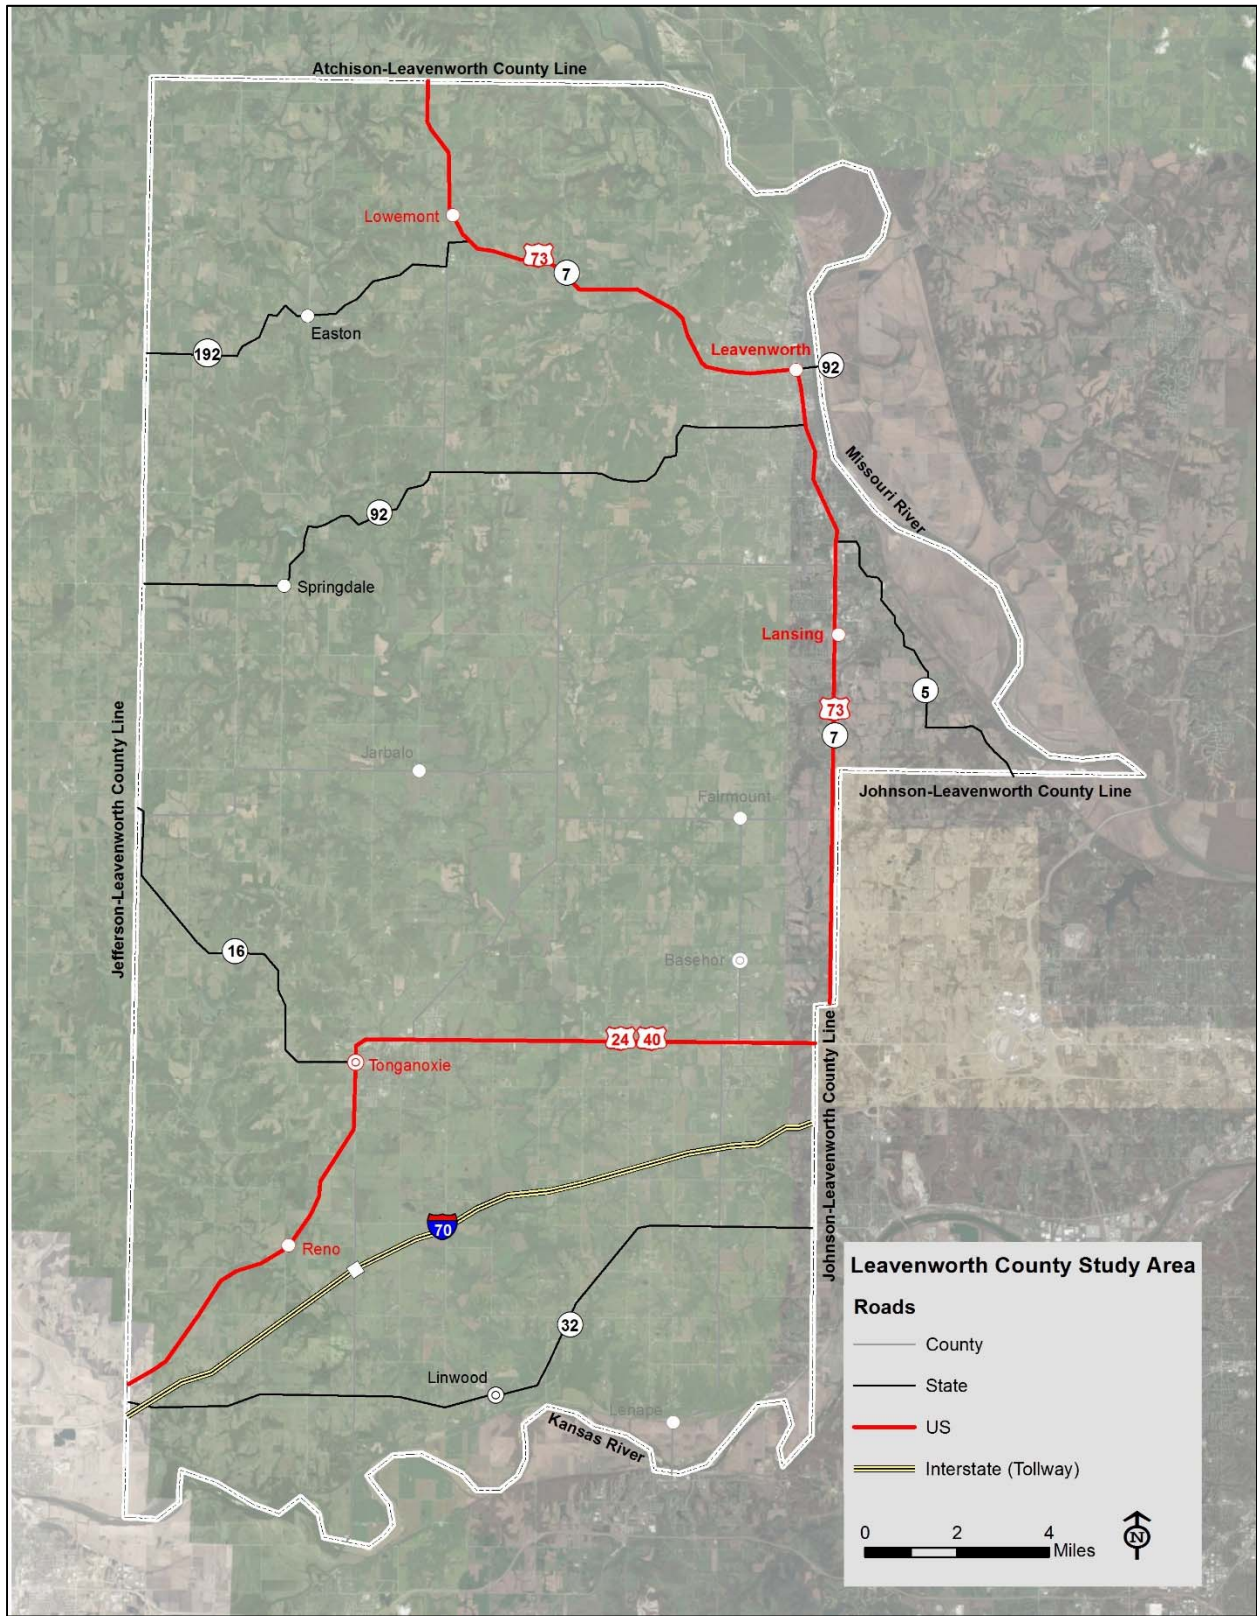 Atchison-Leavenworth County Line
Lowemont
73
7
Easton
192
Leavenworth
92
Missouri River
92
Springdale
Lansing
5
73
7
Jarbalo
Fairmount
Johnson-Leavenworth County Line
Jefferson-Leavenworth County Line
16
Basehor
24 40
Tonganoxie
Johnson-Leavenworth County Line
70
Reno
32
Linwood
Lenape
Kansas River
Leavenworth County Study Area
Roads
County
State
US
Interstate (Tollway)
0 2 4
Miles
N